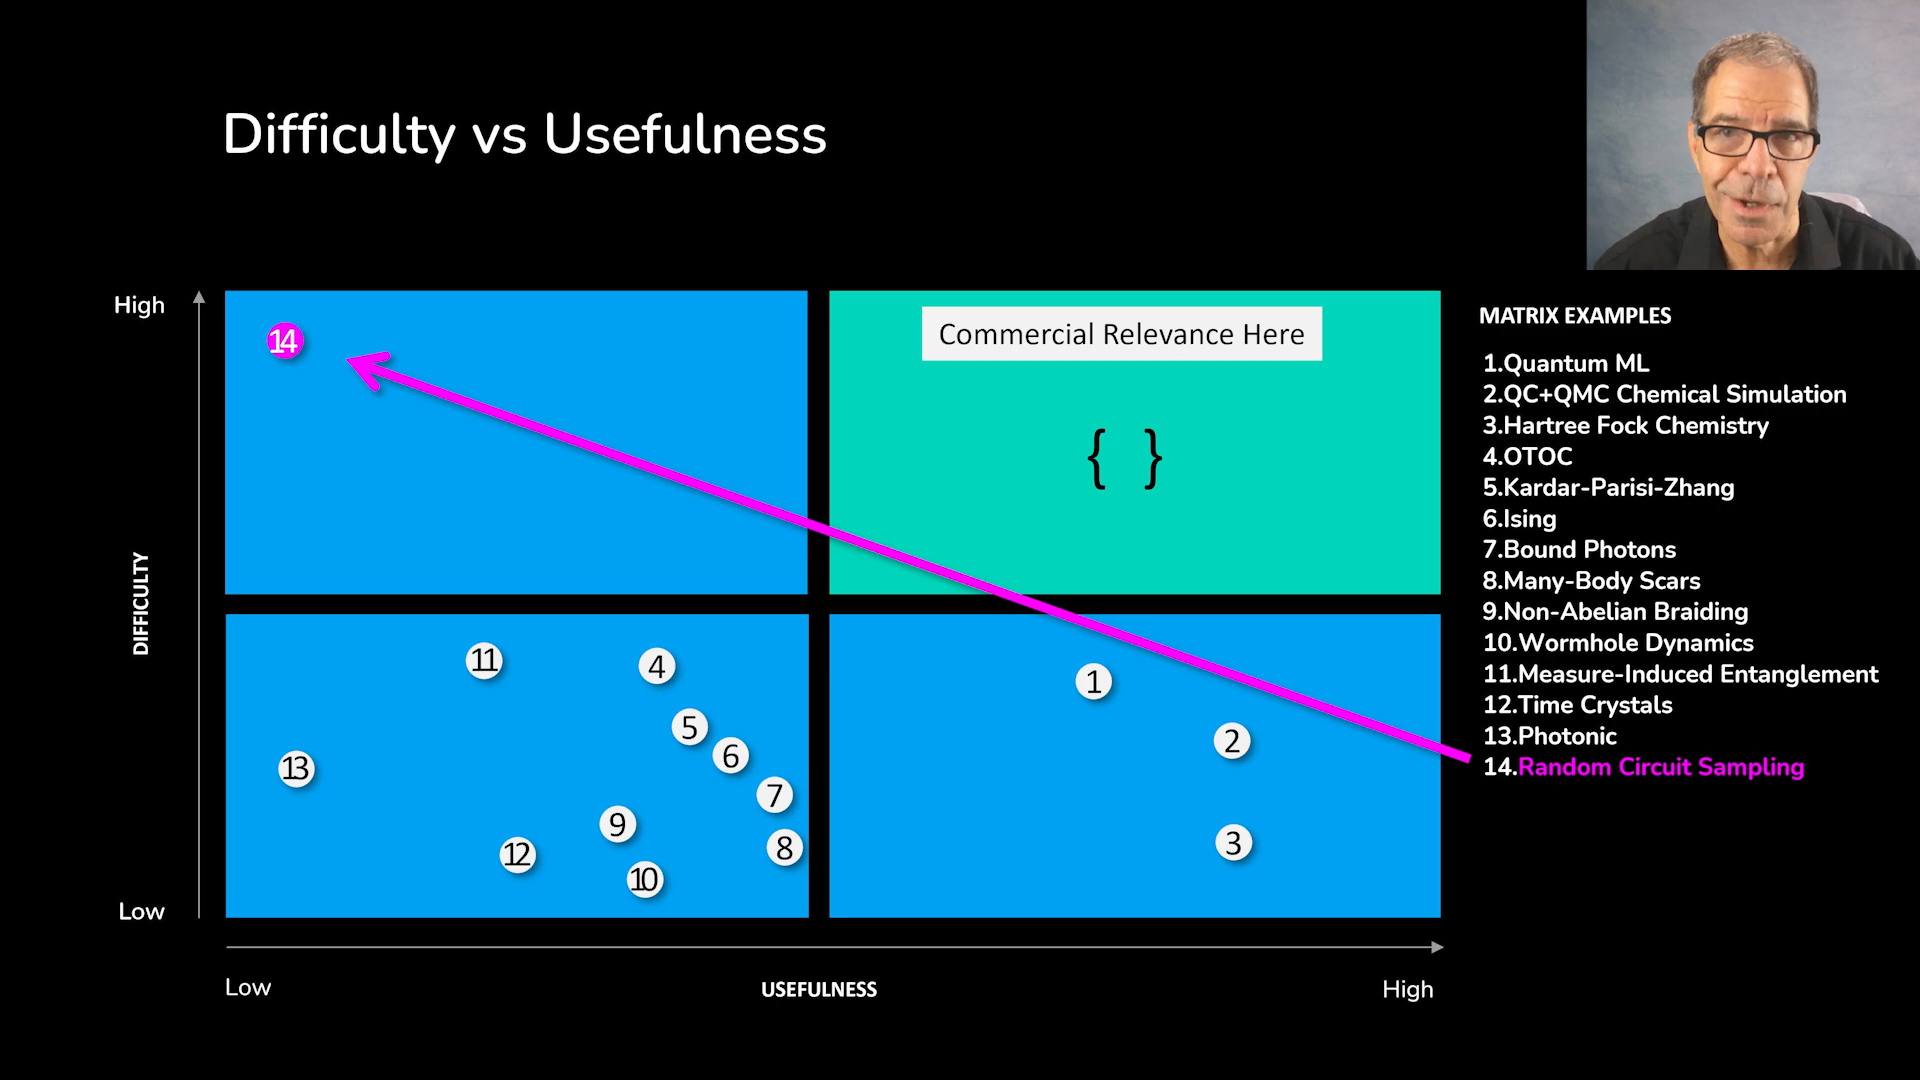 Difficulty vs Usefulness
High
14
Commercial Relevance Here
{ }
DIFFICULTY
11
4
5
6
13
7
9
8
12
10
1
2
3
Low
Low
USEFULNESS
High
MATRIX EXAMPLES
1.Quantum ML
2.QC+QMC Chemical Simulation
3.Hartree Fock Chemistry
4.OTOC
5.Kardar-Parisi-Zhang
6.Ising
7.Bound Photons
8.Many-Body Scars
9.Non-Abelian Braiding
10.Wormhole Dynamics
11.Measure-Induced Entanglement
12.Time Crystals
13.Photonic
14.Random Circuit Sampling